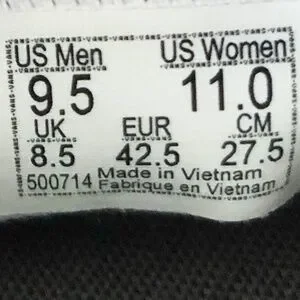 US Men US Women
9.5 11.0
UK EUR CM
8.5 42.5 27.5
500714 Made in Vietnam
Fabrique en Vietnam